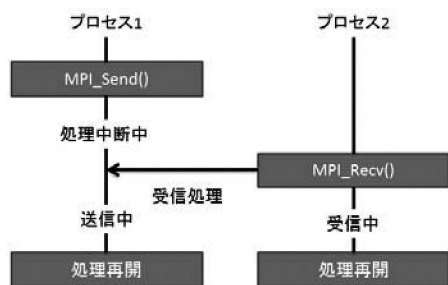 プロセス1
プロセス2
MPI_Send()
処理中断中
MPI_Recv()
受信処理
送信中
受信中
処理再開
処理再開